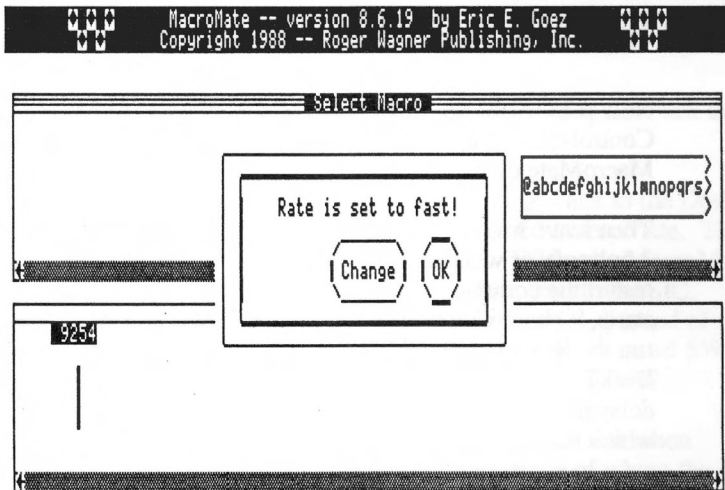 MacroMate -- version 8.6.19 by Eric E. Goez
Copyright 1988 -- Roger Wagner Publishing, Inc.
Select Macro
@abcdefghijklmnopqrs
Rate is set to fast!
Change OK
9254